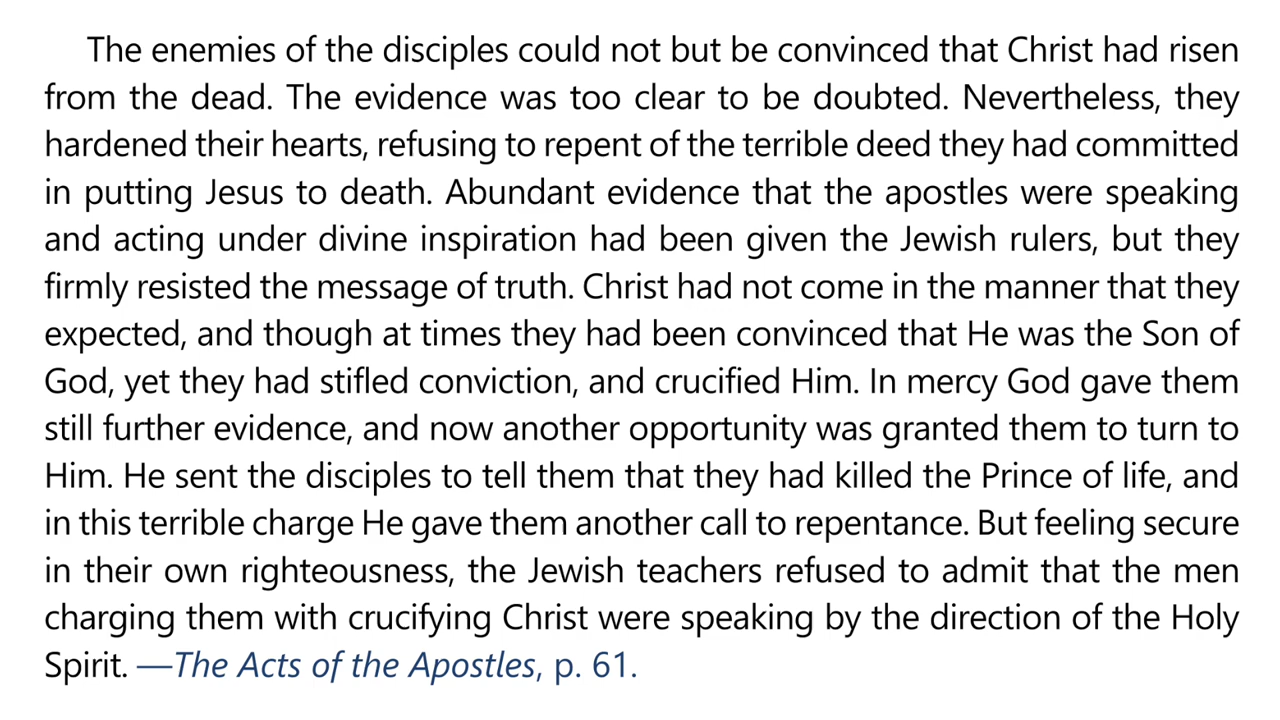 The enemies of the disciples could not but be convinced that Christ had risen
from the dead. The evidence was too clear to be doubted. Nevertheless, they
hardened their hearts, refusing to repent of the terrible deed they had committed
in putting Jesus to death. Abundant evidence that the apostles were speaking
and acting under divine inspiration had been given the Jewish rulers, but they
firmly resisted the message of truth. Christ had not come in the manner that they
expected, and though at times they had been convinced that He was the Son of
God, yet they had stifled conviction, and crucified Him. In mercy God gave them
still further evidence, and now another opportunity was granted them to turn to
Him. He sent the disciples to tell them that they had killed the Prince of life, and
in this terrible charge He gave them another call to repentance. But feeling secure
in their own righteousness, the Jewish teachers refused to admit that the men
charging them with crucifying Christ were speaking by the direction of the Holy
Spirit. —The Acts of the Apostles, p. 61.